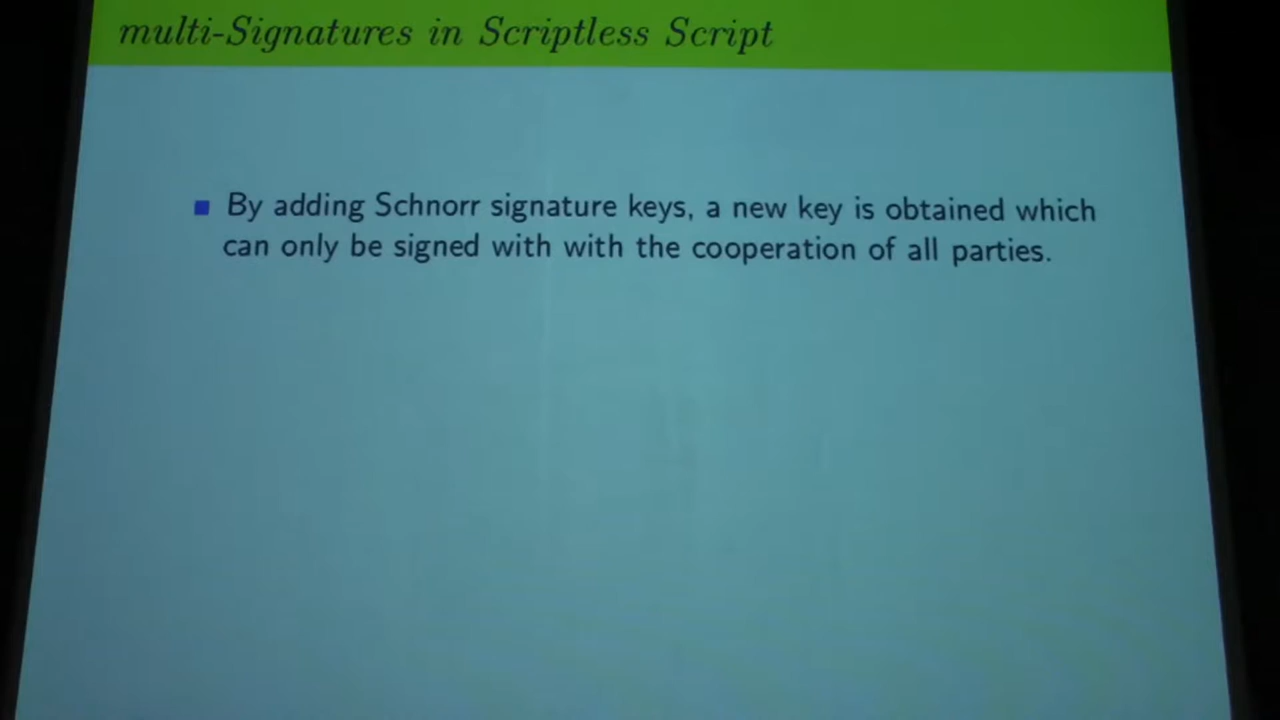 multi-Signatures in Scriptless Script
By adding Schnorr signature keys, a new key is obtained which
can only be signed with with the cooperation of all parties.